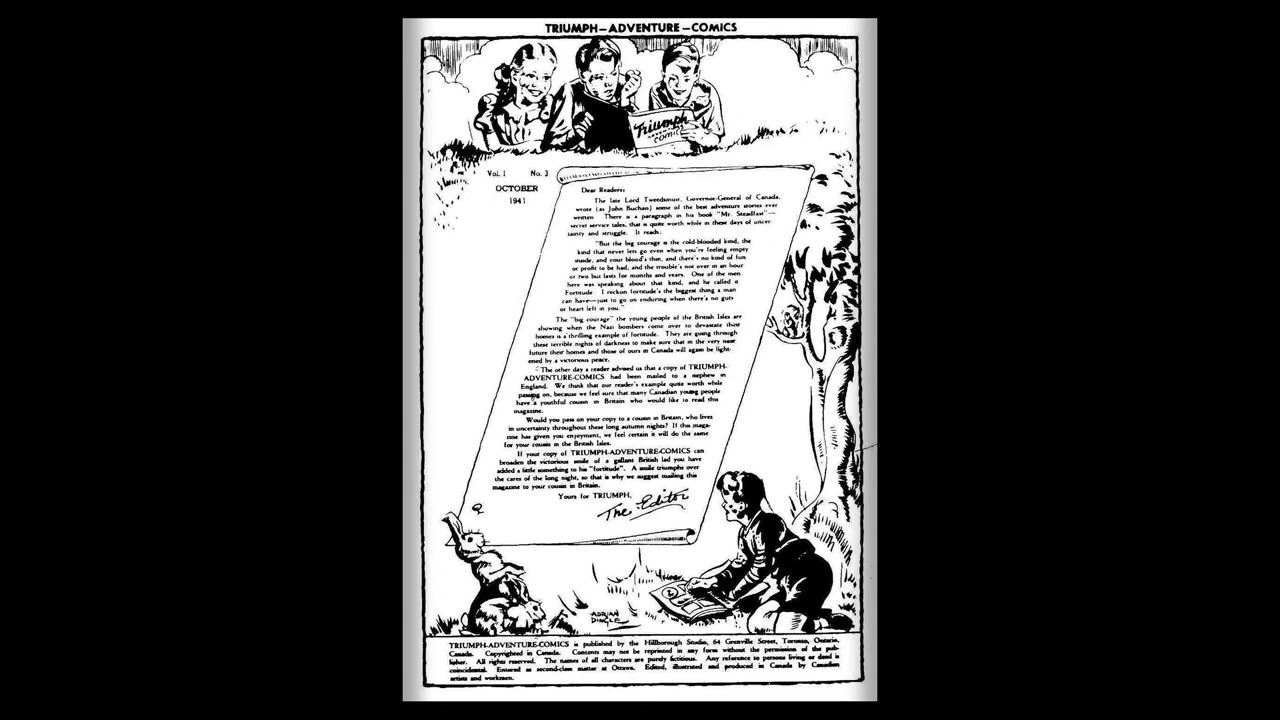 TRIUMPH-ADVENTURE-COMICS
Triumph
ADVENTURE
comics
Vol. 1 No. 3
OCTOBER
1941
Dear Readers:
The late Lord Tweedsmuir, Governor-General of Canada,
wrote (as John Buchan) some of the best adventure stories ever
written. There is a paragraph in his book "Mr. Steadfast"—
secret service tales, that is quite worth while in these days of uncer-
tainty and struggle. It reads:
"But the big courage is the cold-blooded kind, the
kind that never lets go even when you're feeling empty
inside, and your blood's thin, and there's no kind of fun
or profit to be had, and the trouble's not over in an hour
or two but lasts for months and years. One of the men
here was speaking about that kind, and he called it
Fortitude. I reckon fortitude's the biggest thing a man
can have—just to go on enduring when there's no guts
or heart left in you."
The "big courage" the young people of the British Isles are
showing when the Nazi bombers come over to devastate their
homes is a thrilling example of fortitude. They are going through
these terrible nights of darkness to make sure that in the very near
future their homes and those of ours in Canada will again be light-
ened by a victorious peace.
The other day a reader advised us that a copy of TRIUMPH-
ADVENTURE-COMICS had been mailed to a nephew in
England. We think that our reader's example quite worth while
passing on, because we feel sure that many Canadian young people
have a youthful cousin in Britain who would like to read this
magazine.
Would you pass on your copy to a cousin in Britain, who lives
in uncertainty throughout these long autumn nights? If this maga-
zine has given you enjoyment, we feel certain it will do the same
for your cousin in the British Isles.
If your copy of TRIUMPH-ADVENTURE-COMICS can
broaden the victorious smile of a gallant British lad you have
added a little something to his "fortitude". A smile triumphs over
the cares of the long night, so that is why we suggest mailing this
magazine to your cousin in Britain.
Yours for TRIUMPH,
The Editor
ADRIAN
DINGLE
TRIUMPH-ADVENTURE-COMICS is published by the Hillborough Studio, 64 Grenville Street, Toronto, Ontario,
Canada. Copyrighted in Canada. Contents may not be reprinted in any form without the permission of the pub-
lisher. All rights reserved. The names of all characters are purely fictitious. Any reference to persons living or dead is
coincidental. Entered as second-class matter at Ottawa. Edited, illustrated and produced in Canada by Canadian
artists and workmen.